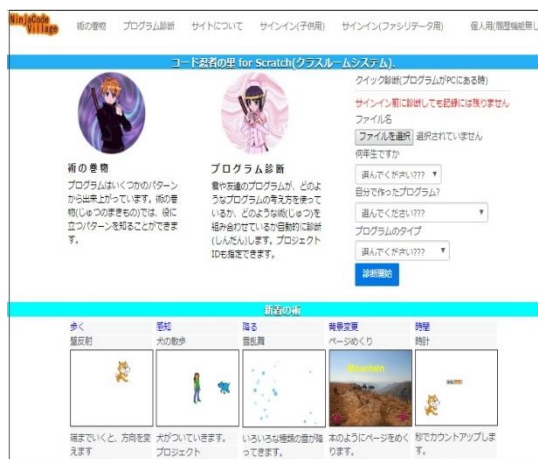 NinjaCode
Village
術の巻物 プログラム診断 サイトについて サインイン(子供用) サインイン(ファシリテータ用) 個人用(履歴機能無し
コード忍者の里 for Scratch(クラスルームシステム).
術の巻物
プログラムはいくつかのパターン
から出来上がっています。術の巻
物(じゅつのまきもの)では、役に
立つパターンを知ることができま
す。
プログラム診断
君や友達のプログラムが、どのよ
うなプログラムの考え方を使って
いるか、どのような術(じゅつ)を
組み合わせているか自動的に診断
(しんだん)します。プロジェクト
IDも指定できます。
クイック診断(プログラムがPCにある時)
サインイン前に診断しても記録には残りません
ファイル名
ファイルを選択 選択されていません
何年生ですか
選んでください???
自分で作ったプログラム?
選んでください???
プログラムのタイプ
選んでください???
診断開始
新着の術
歩く 感知 降る 背景変更 時間
壁反射 犬の散歩 雪乱舞 ページめくり 時計
Mountain
端までいくと、方向を変
えます
犬がついていきます。
プロジェクト
いろいろな種類の雪が降
ってきます。
本のようにページをめく
ります。
秒でカウントアップしま
す。